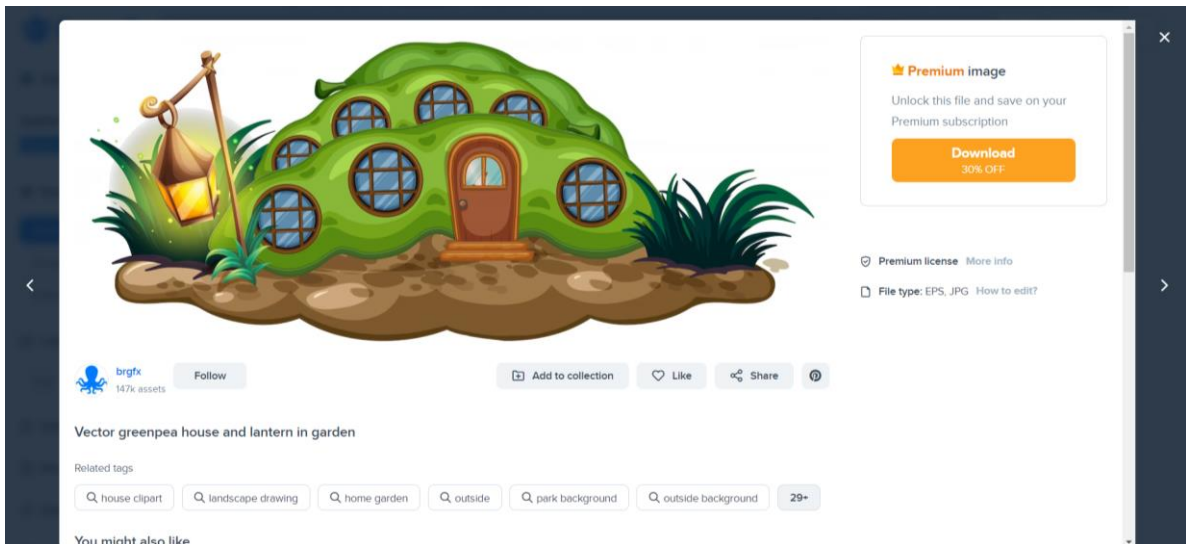 Premium image
Unlock this file and save on your
Premium subscription
Download
30% OFF
Premium license More info
File type: EPS, JPG How to edit?
brgfx
147k assets
Follow
Add to collection
Like
Share
Vector greenpea house and lantern in garden
Related tags
house clipart
landscape drawing
home garden
outside
park background
outside background
29+
You might also like